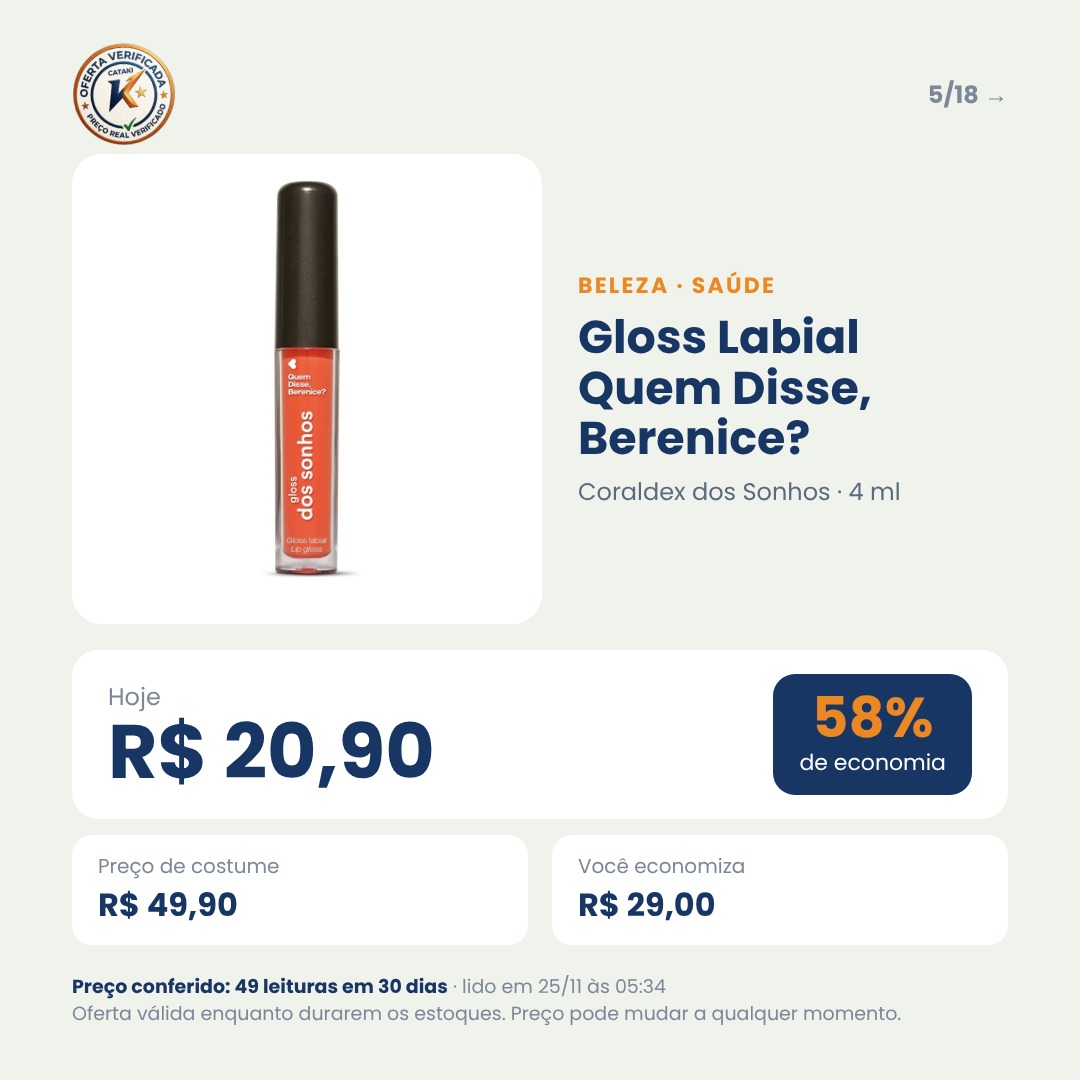 OFERTA VERIFICADA
CATAKI
K
PREÇO REAL VERIFICADO
5/18 →
Quem
Disse,
Berenice?
gloss
dos sonhos
Gloss labial
Lip gloss
BELEZA · SAÚDE
Gloss Labial
Quem Disse,
Berenice?
Coraldex dos Sonhos · 4 ml
Hoje
R$ 20,90
58%
de economia
Preço de costume
R$ 49,90
Você economiza
R$ 29,00
Preço conferido: 49 leituras em 30 dias · lido em 25/11 às 05:34
Oferta válida enquanto durarem os estoques. Preço pode mudar a qualquer momento.